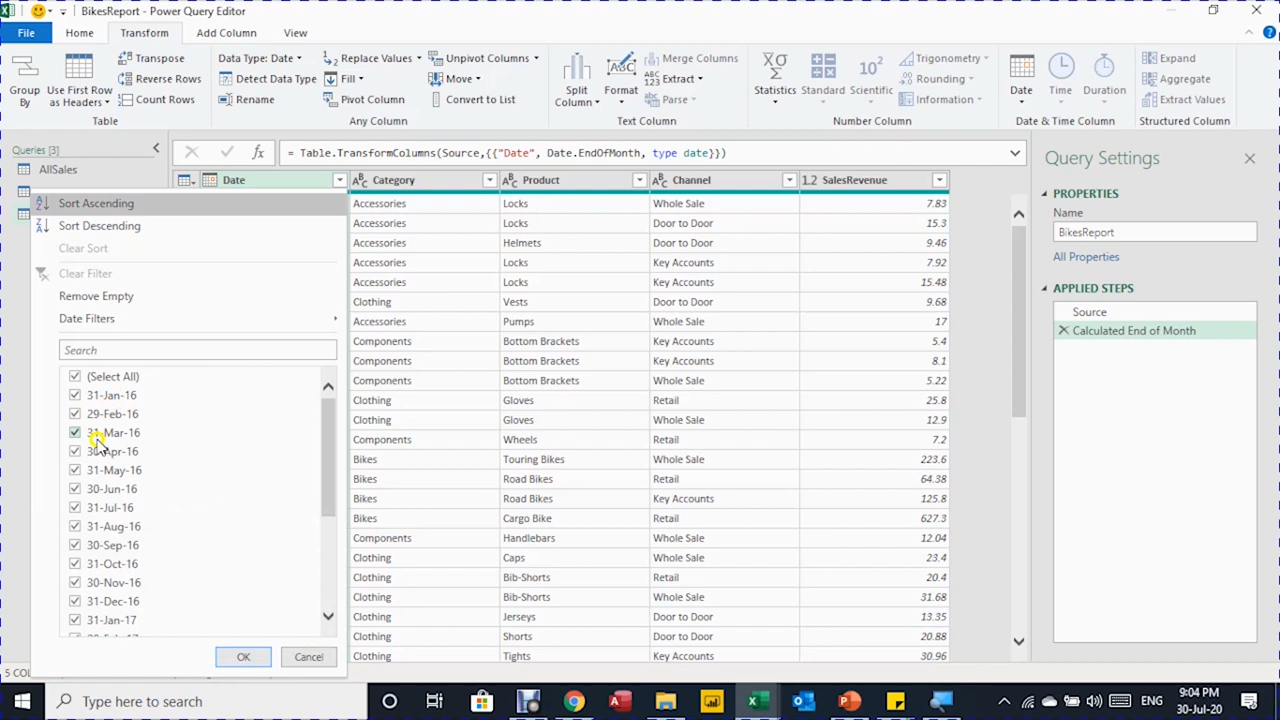 BikesReport - Power Query Editor
File Home Transform Add Column View
Group By
Use First Row as Headers
Transpose
Reverse Rows
Count Rows
Table
Data Type: Date
Detect Data Type
Rename
Replace Values
Fill
Pivot Column
Unpivot Columns
Move
Convert to List
Any Column
Split Column
Format
Merge Columns
Extract
Parse
Text Column
Statistics
Standard
Scientific
Trigonometry
Rounding
Information
Number Column
Date
Time
Duration
Date & Time Column
Expand
Aggregate
Extract Values
Structured Column
Queries [3]
AllSales
= Table.TransformColumns(Source,{{"Date", Date.EndOfMonth, type date}})
Date Category Product Channel 1.2 SalesRevenue
Sort Ascending
Sort Descending
Clear Sort
Clear Filter
Remove Empty
Date Filters
Search
(Select All)
31-Jan-16
29-Feb-16
31-Mar-16
30-Apr-16
31-May-16
30-Jun-16
31-Jul-16
31-Aug-16
30-Sep-16
31-Oct-16
30-Nov-16
31-Dec-16
31-Jan-17
OK Cancel
Accessories Locks Whole Sale 7.83
Accessories Locks Door to Door 15.3
Accessories Helmets Door to Door 9.46
Accessories Locks Key Accounts 7.92
Accessories Locks Key Accounts 15.48
Clothing Vests Door to Door 9.68
Accessories Pumps Whole Sale 17
Components Bottom Brackets Key Accounts 5.4
Components Bottom Brackets Key Accounts 8.1
Components Bottom Brackets Whole Sale 5.22
Clothing Gloves Retail 25.8
Clothing Gloves Whole Sale 12.9
Components Wheels Retail 7.2
Bikes Touring Bikes Whole Sale 223.6
Bikes Road Bikes Retail 64.38
Bikes Road Bikes Key Accounts 125.8
Bikes Cargo Bike Retail 627.3
Components Handlebars Whole Sale 12.04
Clothing Caps Whole Sale 23.4
Clothing Bib-Shorts Retail 20.4
Clothing Bib-Shorts Whole Sale 31.68
Clothing Jerseys Door to Door 13.35
Clothing Shorts Door to Door 20.88
Clothing Tights Key Accounts 30.96
Query Settings
PROPERTIES
Name
BikesReport
All Properties
APPLIED STEPS
Source
Calculated End of Month
5 COL
Type here to search
ENG
9:04 PM
30-Jul-20